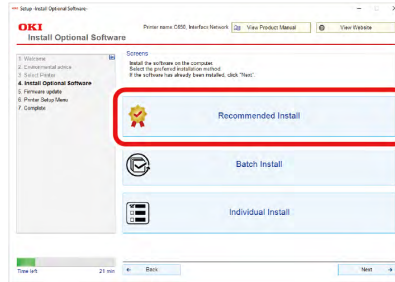 Setup -Install Optional Software-
OKI
Install Optional Software
Printer name C650, Interface Network
View Product Manual
View Website
1. Welcome
2. Environmental advice
3. Select Printer
4. Install Optional Software
5. Firmware update
6. Printer Setup Menu
7. Complete
Screens
Install the software on the computer.
Select the preferred installation method.
If the software has already been installed, click "Next".
Recommended Install
Batch Install
Individual Install
Time left
21 min
Back
Next